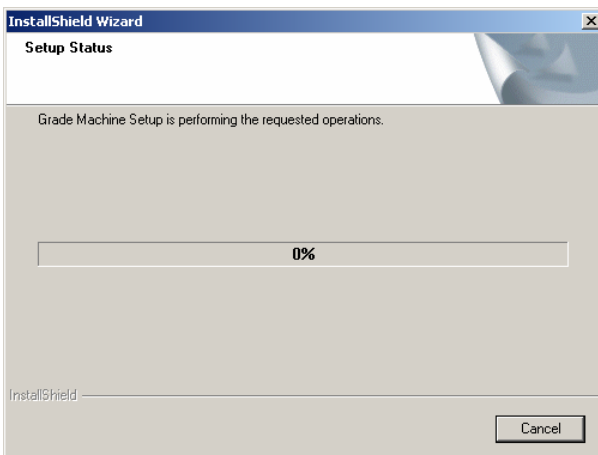 InstallShield Wizard
Setup Status
Grade Machine Setup is performing the requested operations.
0%
InstallShield
Cancel